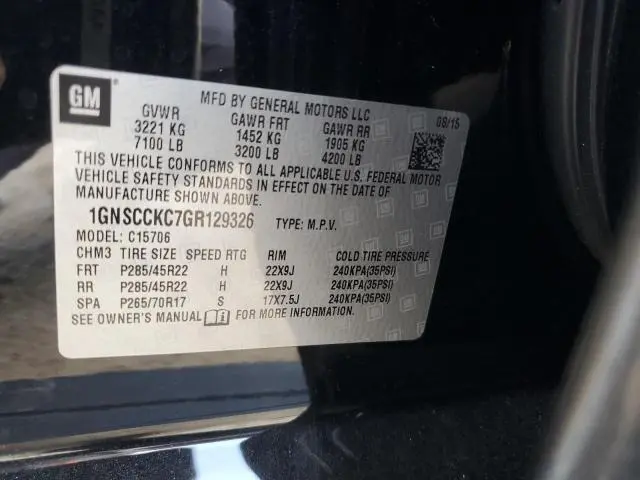 GM
MFD BY GENERAL MOTORS LLC
08/15
GVWR GAWR FRT GAWR RR
3221 KG 1452 KG 1905 KG
7100 LB 3200 LB 4200 LB
THIS VEHICLE CONFORMS TO ALL APPLICABLE U.S. FEDERAL MOTOR
VEHICLE SAFETY STANDARDS IN EFFECT ON THE DATE OF
MANUFACTURE SHOWN ABOVE.
1GNSCCKC7GR129326 TYPE: M.P.V.
MODEL: C15706
CHM3 TIRE SIZE SPEED RTG RIM COLD TIRE PRESSURE
FRT P285/45R22 H 22X9J 240KPA(35PSI)
RR P285/45R22 H 22X9J 240KPA(35PSI)
SPA P265/70R17 S 17X7.5J 240KPA(35PSI)
SEE OWNER'S MANUAL FOR MORE INFORMATION.